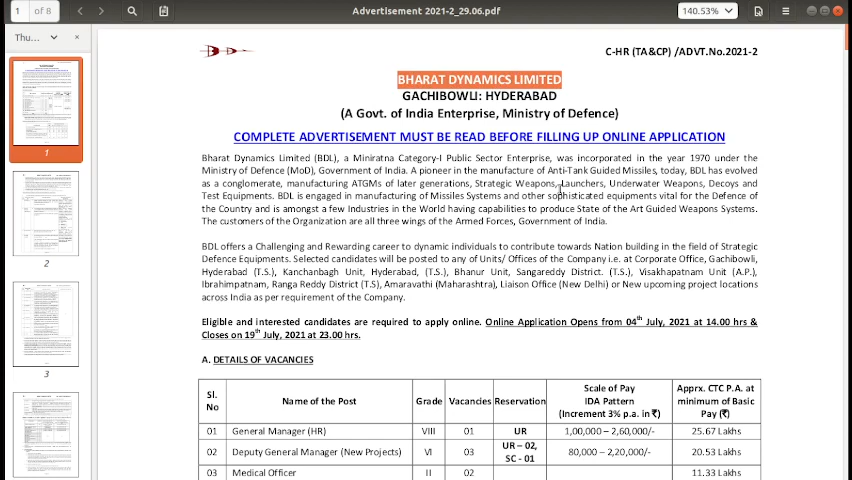 1 of 8
Advertisement 2021-2_29.06.pdf
140.53%
Thu...
C-HR (TA&CP) /ADVT.No.2021-2
BHARAT DYNAMICS LIMITED
GACHIBOWLI: HYDERABAD
(A Govt. of India Enterprise, Ministry of Defence)
COMPLETE ADVERTISEMENT MUST BE READ BEFORE FILLING UP ONLINE APPLICATION
Bharat Dynamics Limited (BDL), a Miniratna Category-I Public Sector Enterprise, was incorporated in the year 1970 under the
Ministry of Defence (MoD), Government of India. A pioneer in the manufacture of Anti-Tank Guided Missiles, today, BDL has evolved
as a conglomerate, manufacturing ATGMs of later generations, Strategic Weapons, Launchers, Underwater Weapons, Decoys and
Test Equipments. BDL is engaged in manufacturing of Missiles Systems and other sophisticated equipments vital for the Defence of
the Country and is amongst a few Industries in the World having capabilities to produce State of the Art Guided Weapons Systems.
The customers of the Organization are all three wings of the Armed Forces, Government of India.
BDL offers a Challenging and Rewarding career to dynamic individuals to contribute towards Nation building in the field of Strategic
Defence Equipments. Selected candidates will be posted to any of Units/ Offices of the Company i.e. at Corporate Office, Gachibowli,
Hyderabad (T.S.), Kanchanbagh Unit, Hyderabad, (T.S.), Bhanur Unit, Sangareddy District. (T.S.), Visakhapatnam Unit (A.P.),
Ibrahimpatnam, Ranga Reddy District (T.S), Amaravathi (Maharashtra), Liaison Office (New Delhi) or New upcoming project locations
across India as per requirement of the Company.
Eligible and interested candidates are required to apply online. Online Application Opens from 04th July, 2021 at 14.00 hrs &
Closes on 19th July, 2021 at 23.00 hrs.
A. DETAILS OF VACANCIES
Sl. No Name of the Post Grade Vacancies Reservation Scale of Pay IDA Pattern (Increment 3% p.a. in ₹) Apprx. CTC P.A. at minimum of Basic Pay (₹)
01 General Manager (HR) VIII 01 UR 1,00,000 – 2,60,000/- 25.67 Lakhs
02 Deputy General Manager (New Projects) VI 03 UR – 02, SC - 01 80,000 – 2,20,000/- 20.53 Lakhs
03 Medical Officer II 02 11.33 Lakhs
1
2
3